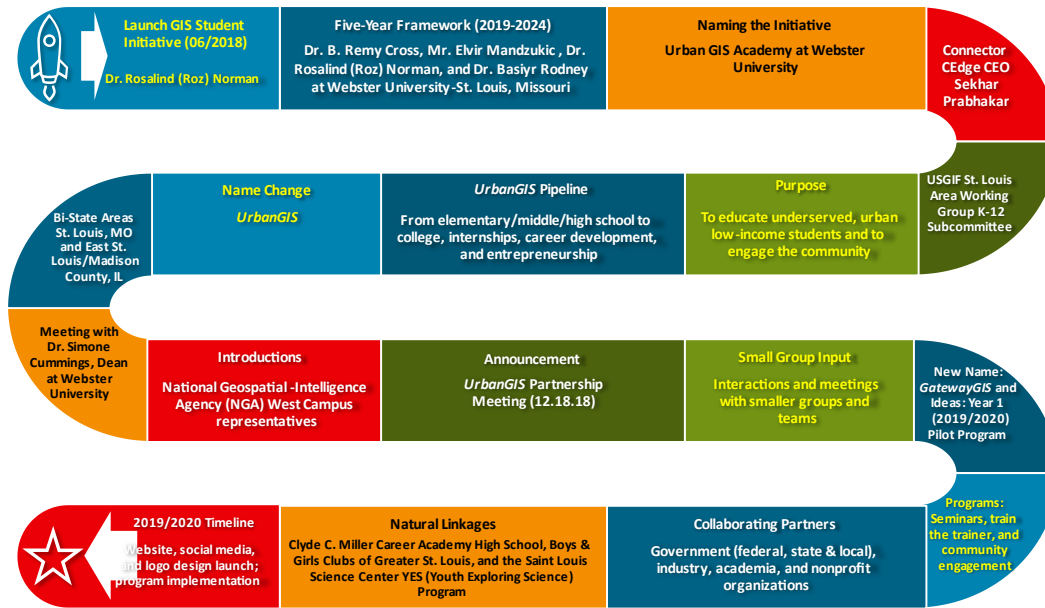 Launch GIS Student
Initiative (06/2018)
Dr. Rosalind (Roz) Norman
Five-Year Framework (2019-2024)
Dr. B. Remy Cross, Mr. Elvir Mandzukic , Dr.
Rosalind (Roz) Norman, and Dr. Basiyr Rodney
at Webster University-St. Louis, Missouri
Naming the Initiative
Urban GIS Academy at Webster
University
Connector
CEdge CEO
Sekhar
Prabhakar
USGIF St. Louis
Area Working
Group K-12
Subcommittee
Purpose
To educate underserved, urban
low-income students and to
engage the community
UrbanGIS Pipeline
From elementary/middle/high school to
college, internships, career development,
and entrepreneurship
Name Change
UrbanGIS
Bi-State Areas
St. Louis, MO
and East St.
Louis/Madison
County, IL
Meeting with
Dr. Simone
Cummings, Dean
at Webster
University
Introductions
National Geospatial -Intelligence
Agency (NGA) West Campus
representatives
Announcement
UrbanGIS Partnership
Meeting (12.18.18)
Small Group Input
Interactions and meetings
with smaller groups and
teams
New Name:
GatewayGIS and
Ideas: Year 1
(2019/2020)
Pilot Program
Programs:
Seminars, train
the trainer, and
community
engagement
Collaborating Partners
Government (federal, state & local),
industry, academia, and nonprofit
organizations
Natural Linkages
Clyde C. Miller Career Academy High School, Boys &
Girls Clubs of Greater St. Louis, and the Saint Louis
Science Center YES (Youth Exploring Science)
Program
2019/2020 Timeline
Website, social media,
and logo design launch;
program implementation